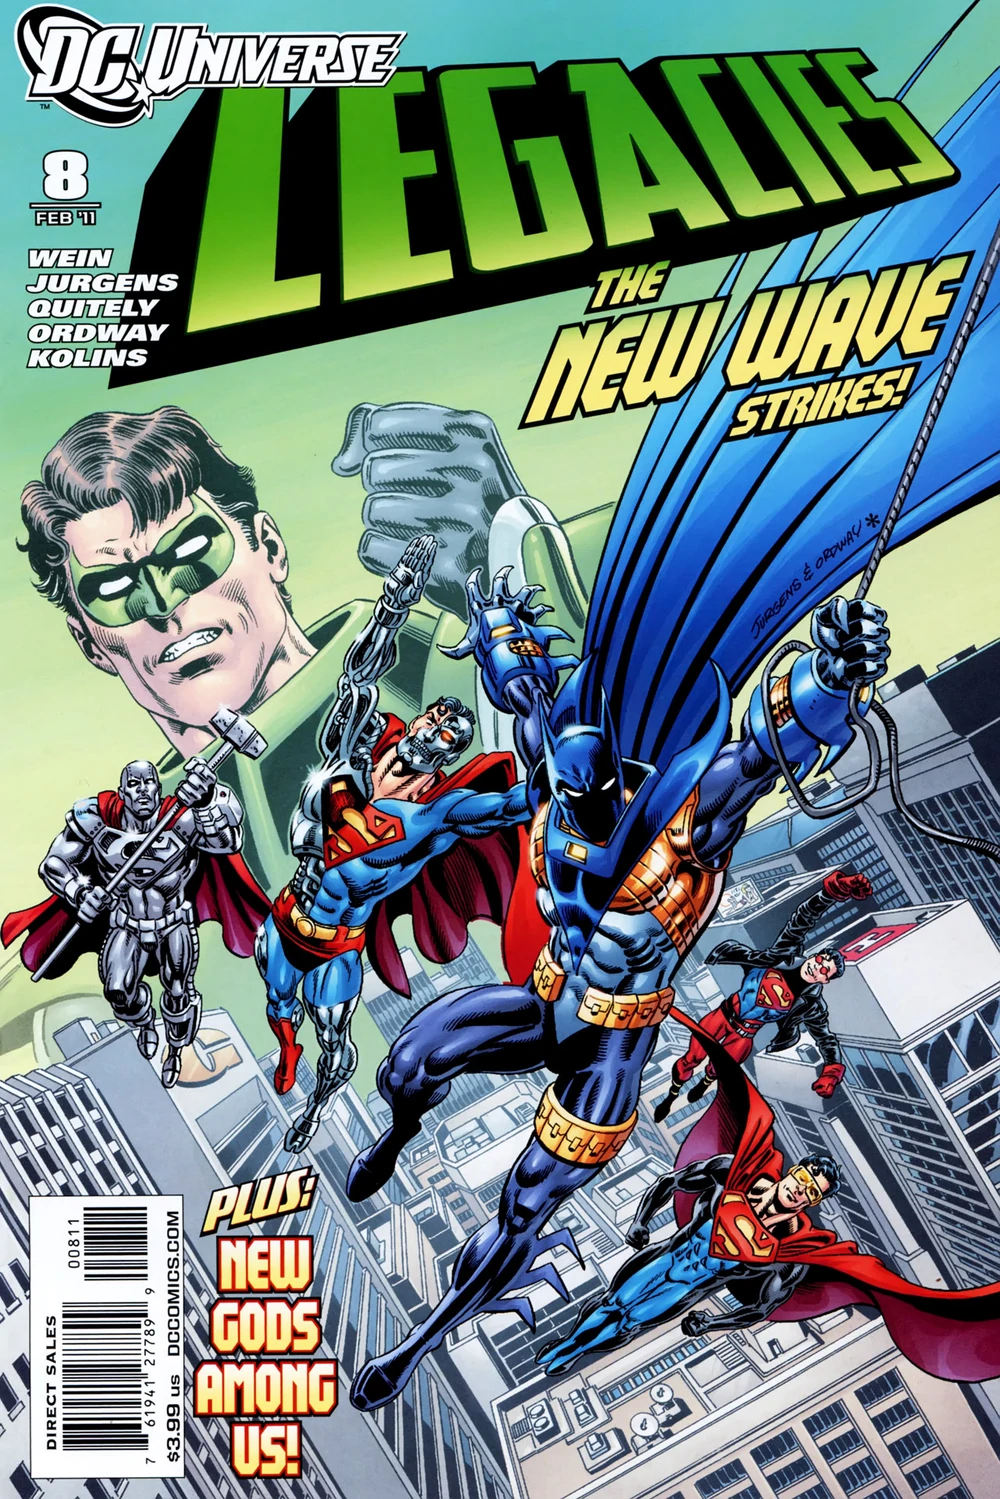 DC UNIVERSE
TM
LEGACIES
8
FEB '11
WEIN
JURGENS
QUITELY
ORDWAY
KOLINS
THE
NEW WAVE
STRIKES!
JURGENS & ORDWAY *
H
G
PLUS!
NEW
GODS
AMONG
US!
DIRECT SALES
00811
7 61941 27789 9
$3.99 US DCCOMICS.COM